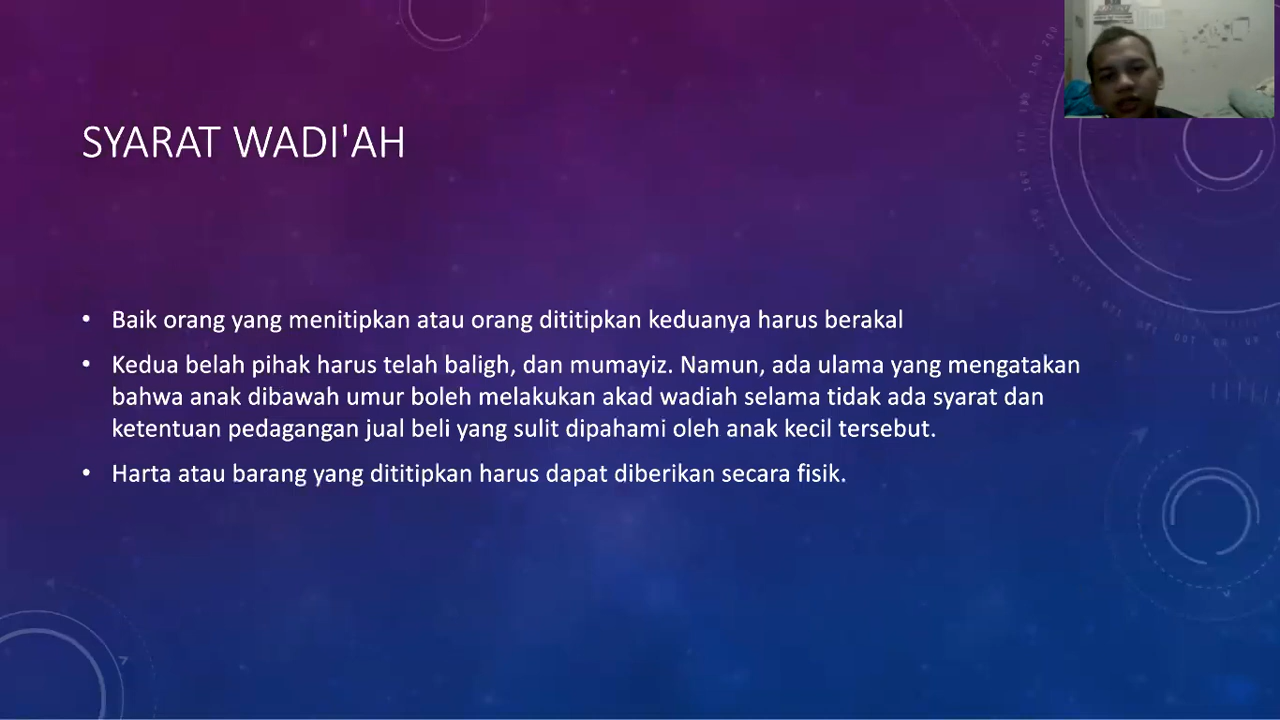 SYARAT WADI'AH
• Baik orang yang menitipkan atau orang dititipkan keduanya harus berakal
• Kedua belah pihak harus telah baligh, dan mumayiz. Namun, ada ulama yang mengatakan
bahwa anak dibawah umur boleh melakukan akad wadiah selama tidak ada syarat dan
ketentuan pedagangan jual beli yang sulit dipahami oleh anak kecil tersebut.
• Harta atau barang yang dititipkan harus dapat diberikan secara fisik.